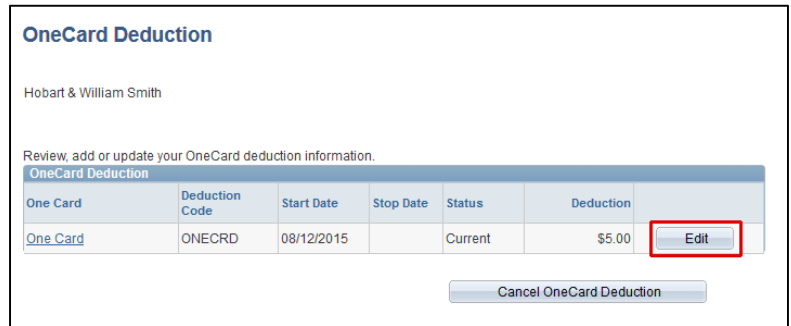 OneCard Deduction
Hobart & William Smith
Review, add or update your OneCard deduction information.
OneCard Deduction
One Card Deduction Code Start Date Stop Date Status Deduction
One Card ONECRD 08/12/2015 Current $5.00 Edit
Cancel OneCard Deduction